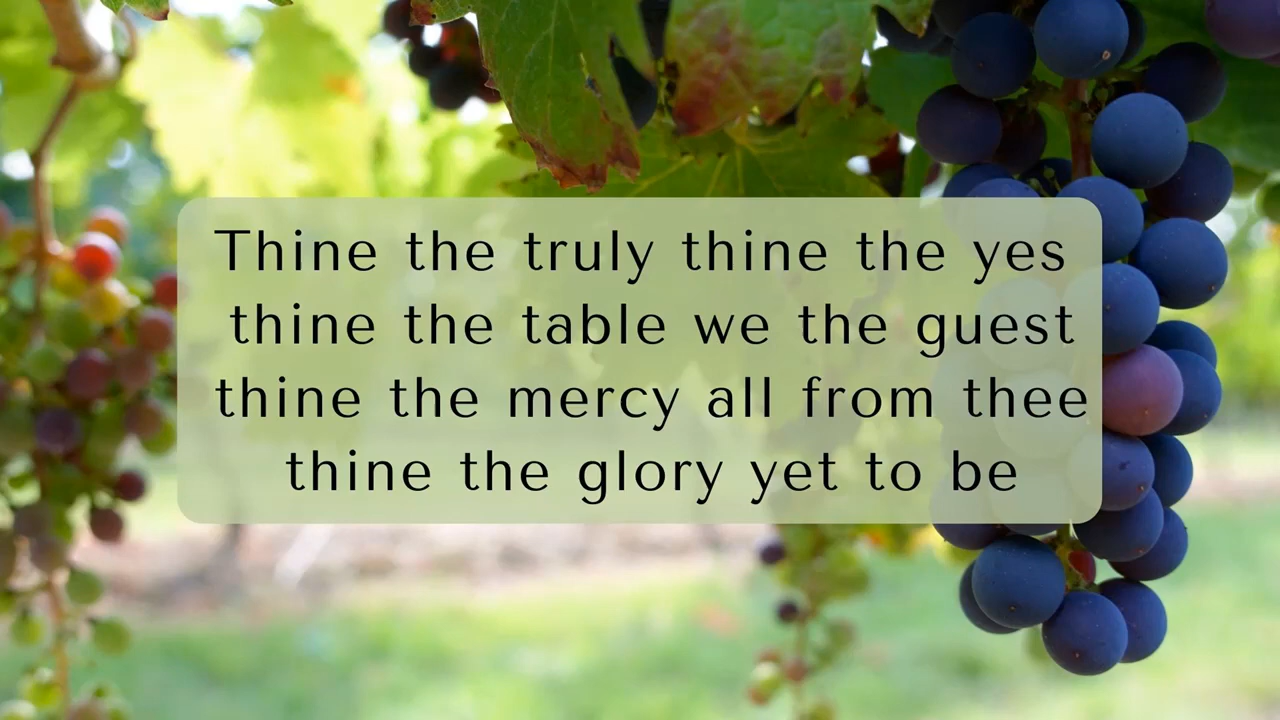 Thine the truly thine the yes
thine the table we the guest
thine the mercy all from thee
thine the glory yet to be